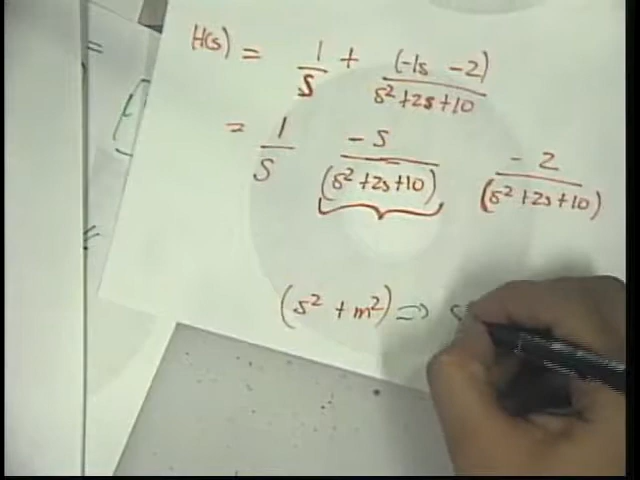 H(s) = 1/s + (-1s - 2)/(s² + 2s + 10)
= 1/s -s/(s² + 2s + 10) -2/(s² + 2s + 10)
(s² + m²) ⇒